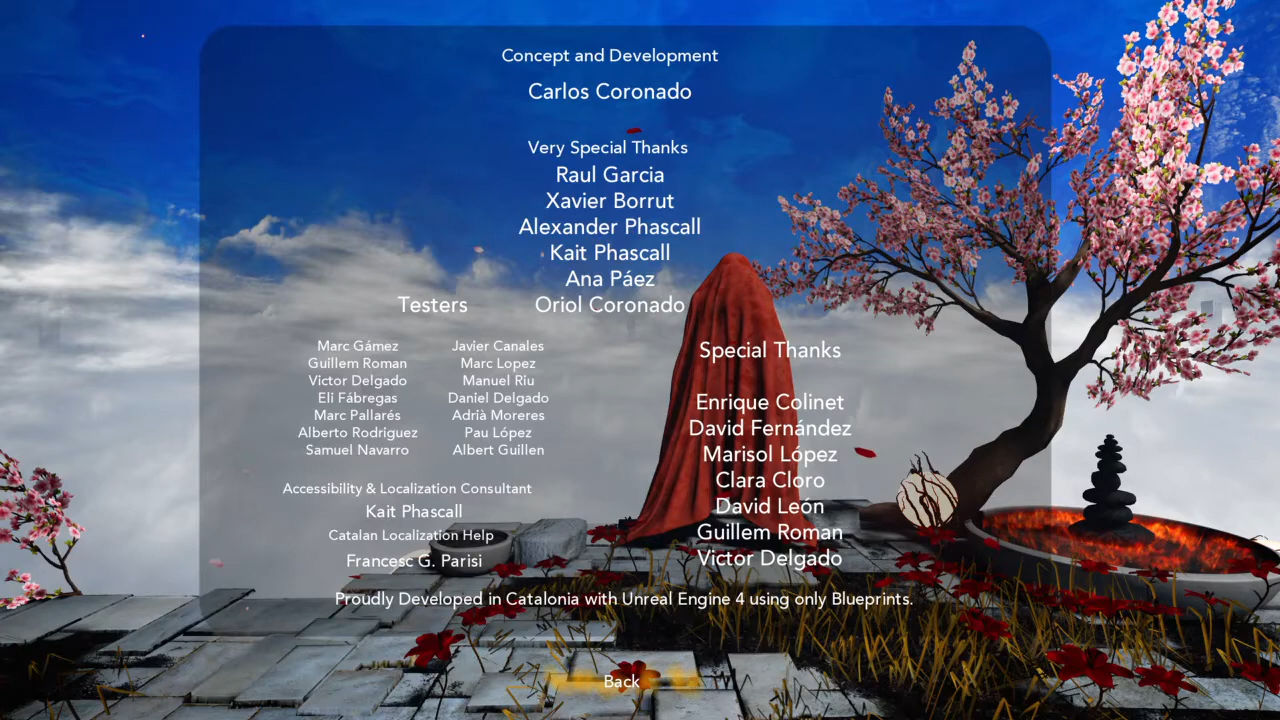 Concept and Development
Carlos Coronado
Very Special Thanks
Raul Garcia
Xavier Borrut
Alexander Phascall
Kait Phascall
Ana Páez
Oriol Coronado
Testers
Marc Gámez
Guillem Roman
Victor Delgado
Eli Fábregas
Marc Pallarés
Alberto Rodriguez
Samuel Navarro
Javier Canales
Marc Lopez
Manuel Riu
Daniel Delgado
Adrià Moreres
Pau López
Albert Guillen
Accessibility & Localization Consultant
Kait Phascall
Catalan Localization Help
Francesc G. Parisi
Special Thanks
Enrique Colinet
David Fernández
Marisol López
Clara Cloro
David León
Guillem Roman
Victor Delgado
Proudly Developed in Catalonia with Unreal Engine 4 using only Blueprints.
Back